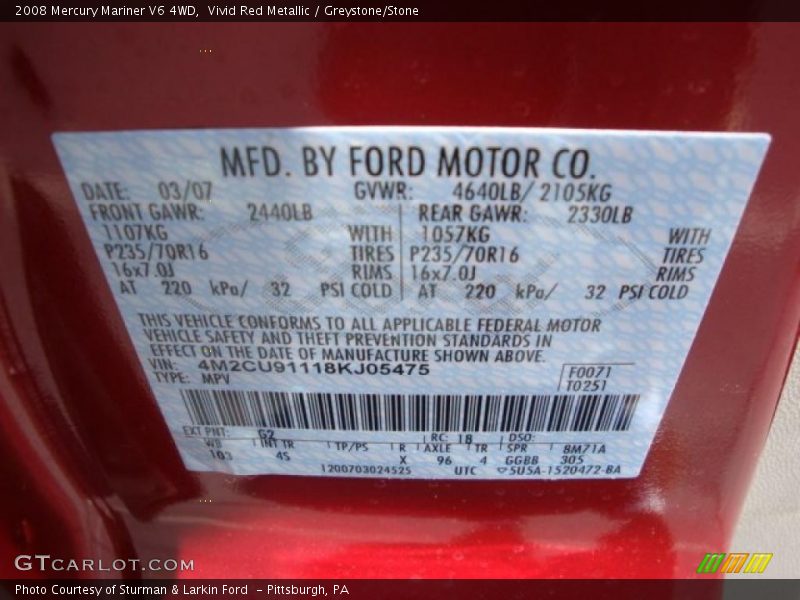 2008 Mercury Mariner V6 4WD,  Vivid Red Metallic / Greystone/Stone
MFD. BY FORD MOTOR CO.
DATE: 03/07 GVWR: 4640LB/ 2105KG
FRONT GAWR: 2440LB REAR GAWR: 2330LB
1107KG WITH 1057KG WITH
P235/70R16 TIRES P235/70R16 TIRES
16x7.0J RIMS 16x7.0J RIMS
AT 220 kPa/ 32 PSI COLD AT 220 kPa/ 32 PSI COLD
THIS VEHICLE CONFORMS TO ALL APPLICABLE FEDERAL MOTOR
VEHICLE SAFETY AND THEFT PREVENTION STANDARDS IN
EFFECT ON THE DATE OF MANUFACTURE SHOWN ABOVE.
VIN: 4M2CU91118KJ05475 F0071
TYPE: MPV T0251
EXT PNT: G2 RC: 18 DSO:
WB INT TR TP/PS R AXLE TR SPR 8M71A
103 4S X 96 4 GGBB 305
1200703024525 UTC 5U5A-1520472-BA
GTCARLOT.COM
Photo Courtesy of Sturman & Larkin Ford  - Pittsburgh, PA